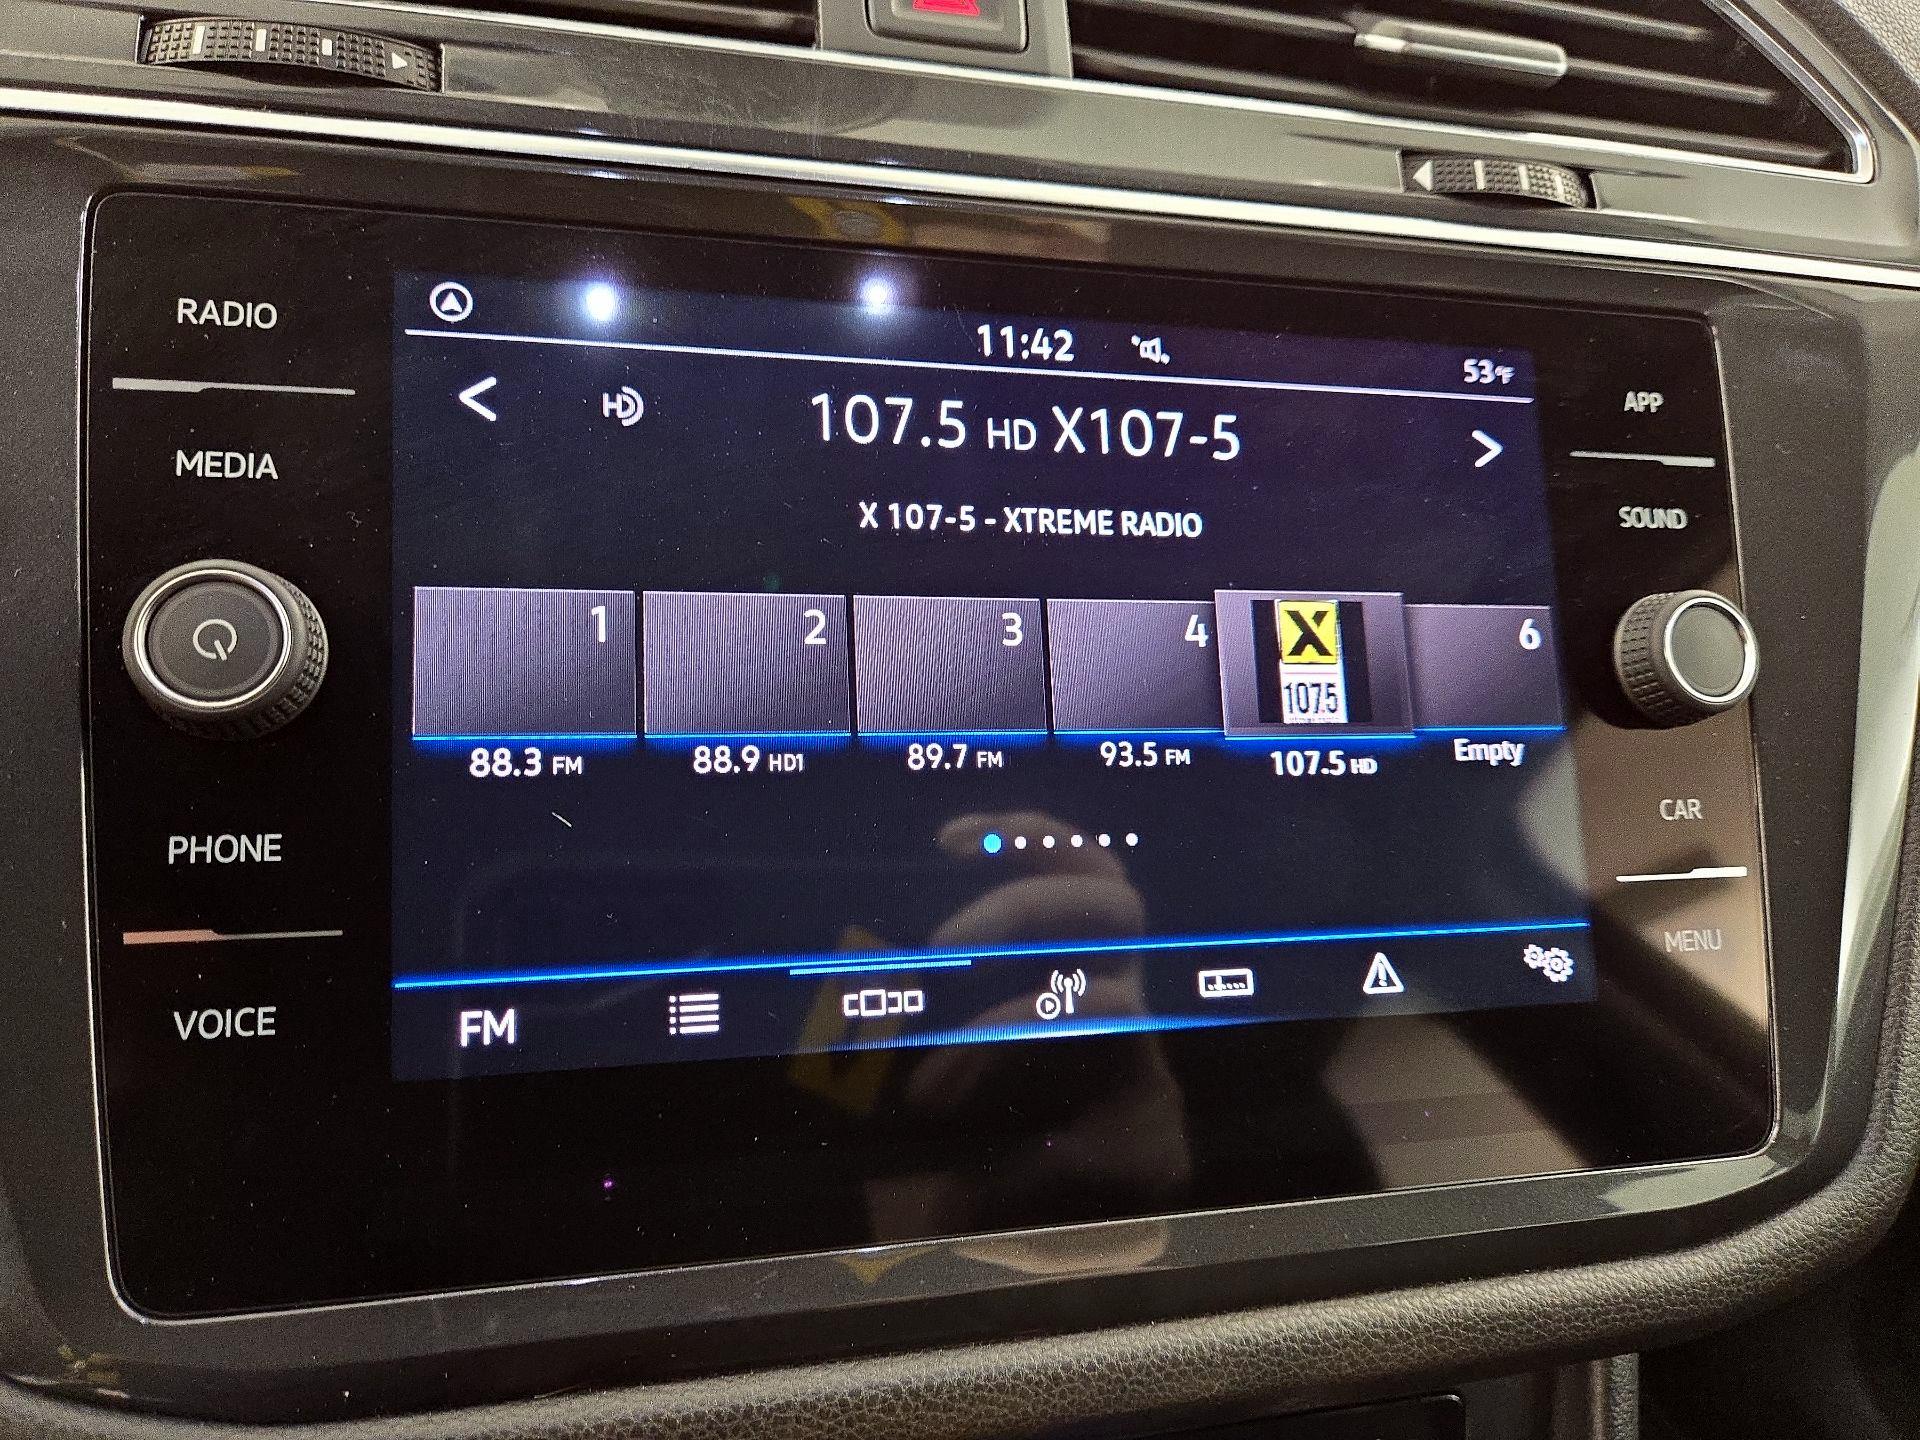 RADIO
MEDIA
PHONE
VOICE
11:42
53°F
HD
107.5 HD X107-5
X 107-5 - XTREME RADIO
1
2
3
4
X
107.5
6
88.3 FM
88.9 HD1
89.7 FM
93.5 FM
107.5 HD
Empty
FM
APP
SOUND
CAR
MENU